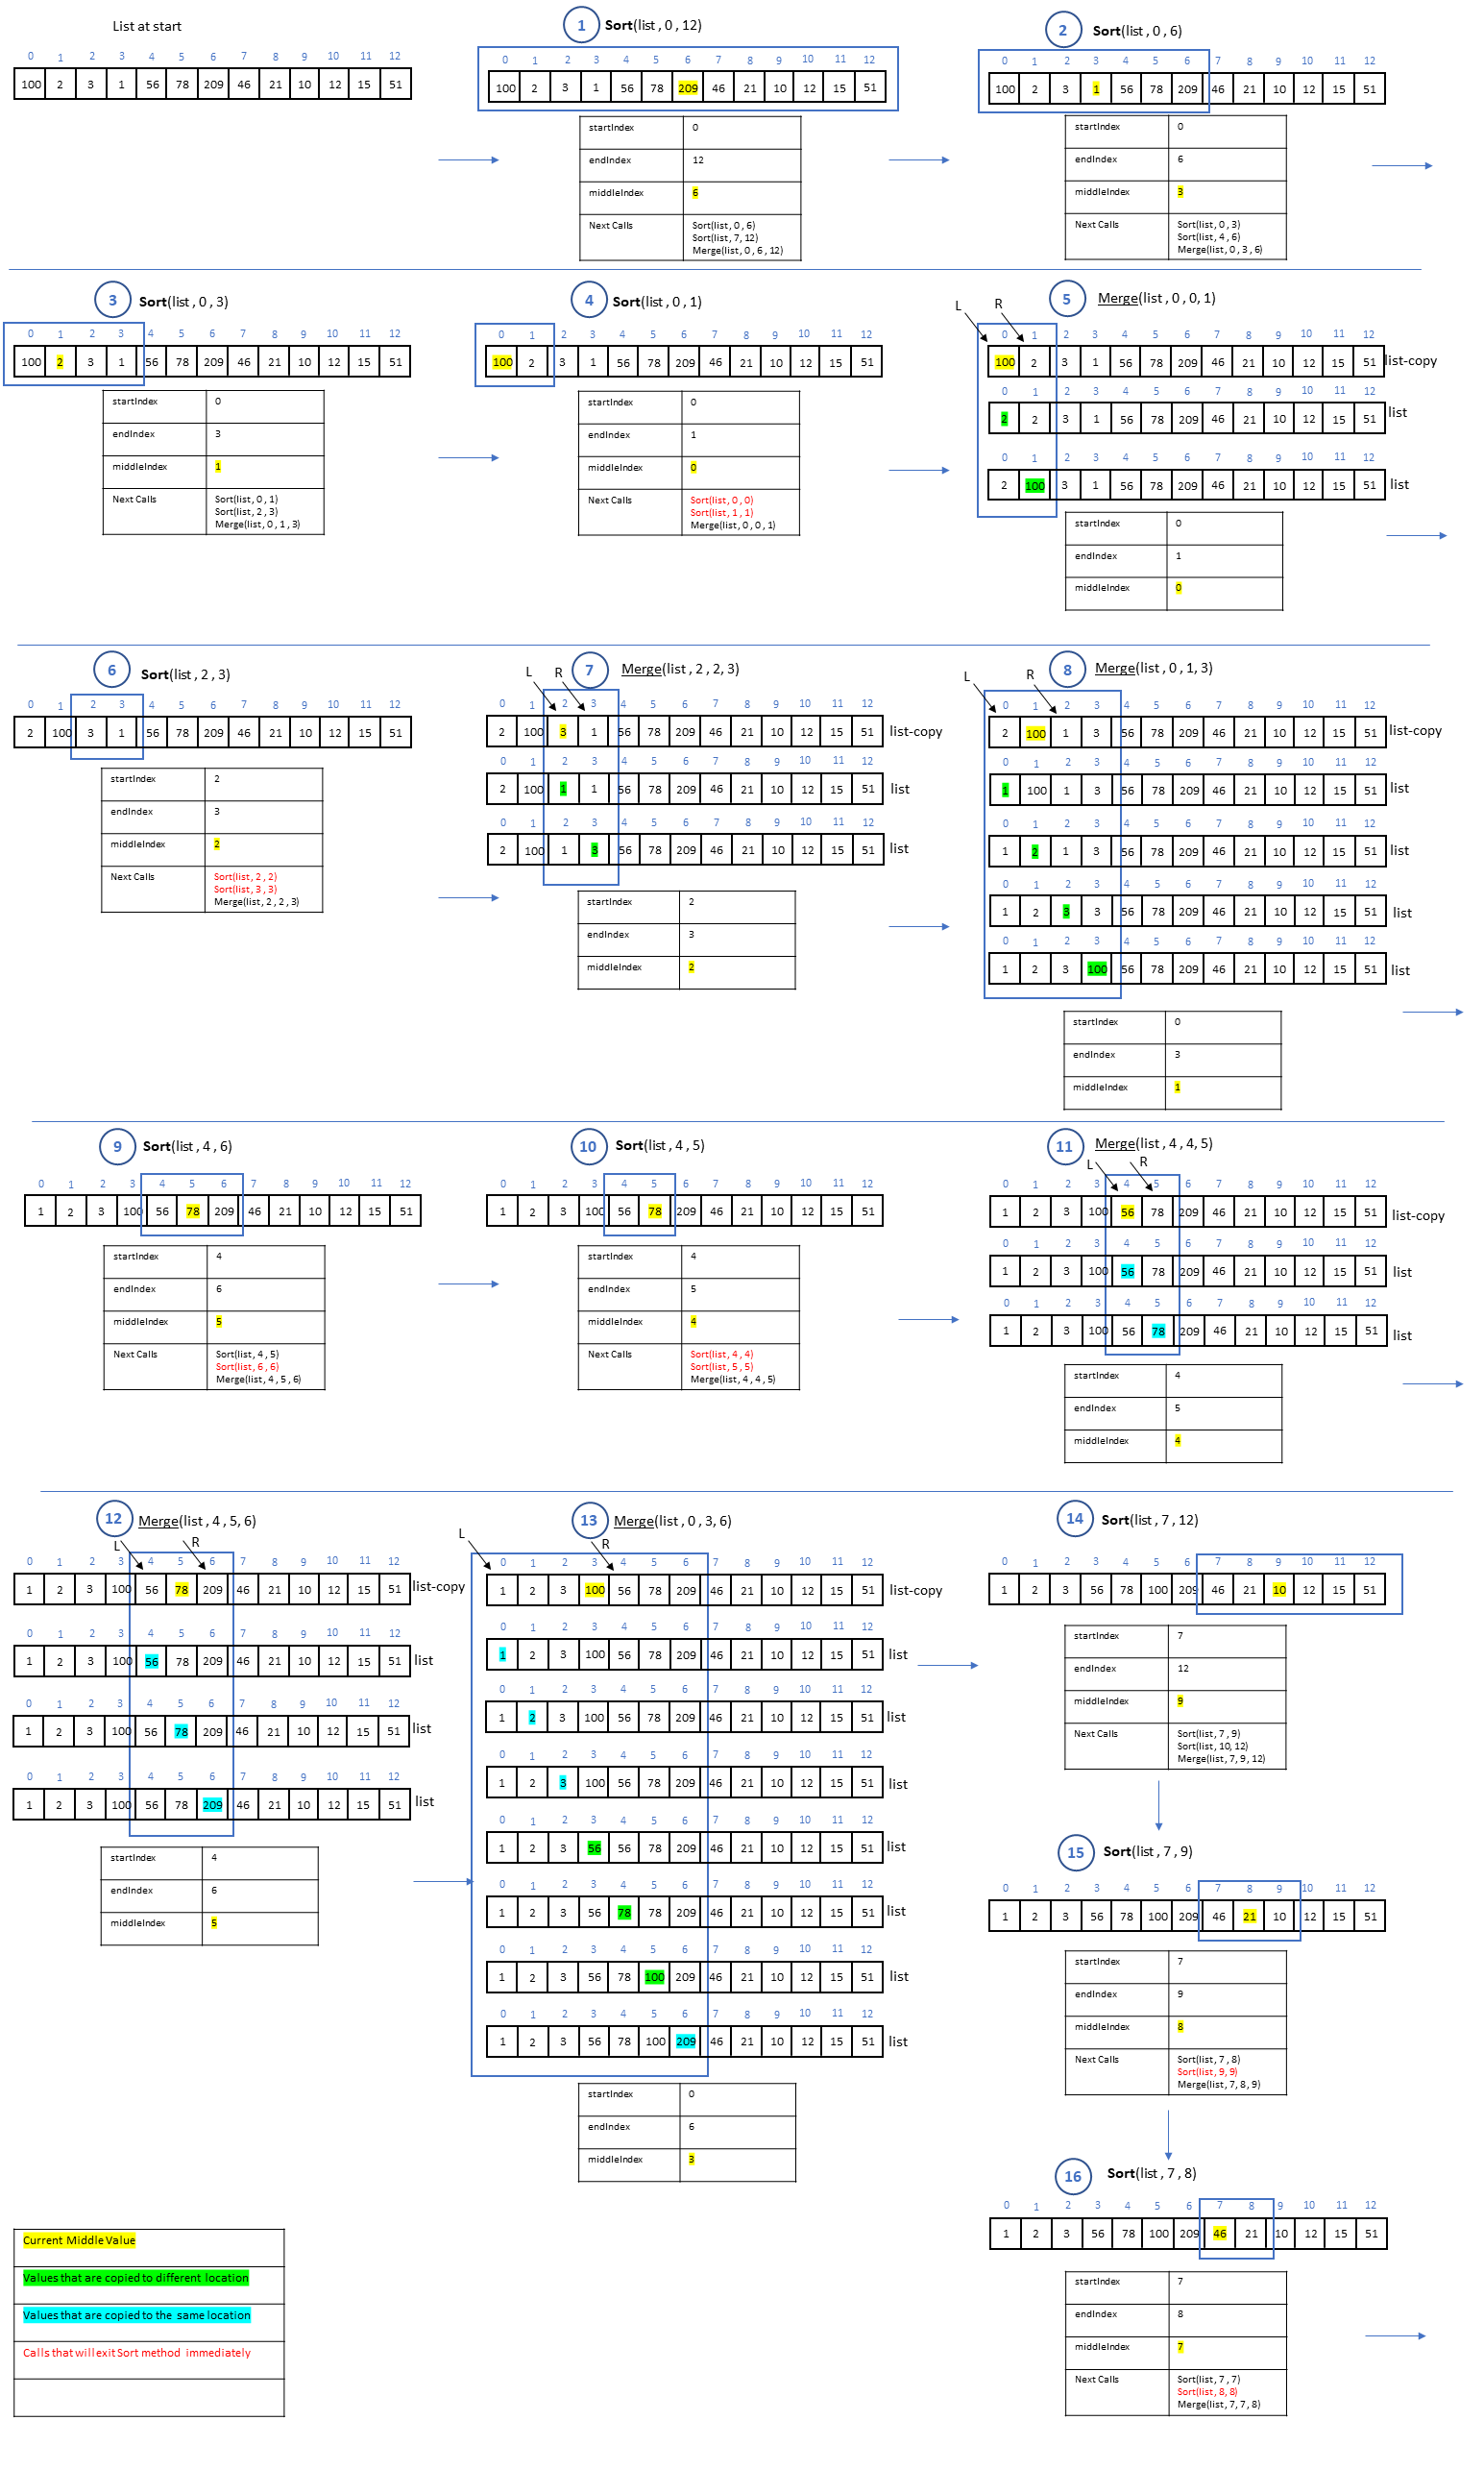 List at start
0 1 2 3 4 5 6 7 8 9 10 11 12
100 2 3 1 56 78 209 46 21 10 12 15 51
1 Sort(list , 0 , 12)
0 1 2 3 4 5 6 7 8 9 10 11 12
100 2 3 1 56 78 209 46 21 10 12 15 51
startIndex 0
endIndex 12
middleIndex 6
Next Calls Sort(list , 0 , 6)
Sort(list , 7, 12)
Merge(list , 0 , 6 , 12)
2 Sort(list , 0 , 6)
0 1 2 3 4 5 6 7 8 9 10 11 12
100 2 3 1 56 78 209 46 21 10 12 15 51
startIndex 0
endIndex 6
middleIndex 3
Next Calls Sort(list , 0 , 3)
Sort(list , 4 , 6)
Merge(list , 0 , 3 , 6)
3 Sort(list , 0 , 3)
0 1 2 3 4 5 6 7 8 9 10 11 12
100 2 3 1 56 78 209 46 21 10 12 15 51
startIndex 0
endIndex 3
middleIndex 1
Next Calls Sort(list , 0 , 1)
Sort(list , 2 , 3)
Merge(list , 0 , 1 , 3)
4 Sort(list , 0 , 1)
0 1 2 3 4 5 6 7 8 9 10 11 12
100 2 3 1 56 78 209 46 21 10 12 15 51
startIndex 0
endIndex 1
middleIndex 0
Next Calls Sort(list , 0 , 0)
Sort(list , 1 , 1)
Merge(list , 0 , 0 , 1)
5 Merge(list , 0 , 0 , 1)
L R
0 1 2 3 4 5 6 7 8 9 10 11 12
100 2 3 1 56 78 209 46 21 10 12 15 51 list-copy
0 1 2 3 4 5 6 7 8 9 10 11 12
2 2 3 1 56 78 209 46 21 10 12 15 51 list
0 1 2 3 4 5 6 7 8 9 10 11 12
2 100 3 1 56 78 209 46 21 10 12 15 51 list
startIndex 0
endIndex 1
middleIndex 0
6 Sort(list , 2 , 3)
0 1 2 3 4 5 6 7 8 9 10 11 12
2 100 3 1 56 78 209 46 21 10 12 15 51
startIndex 2
endIndex 3
middleIndex 2
Next Calls Sort(list , 2 , 2)
Sort(list , 3 , 3)
Merge(list , 2 , 2 , 3)
7 Merge(list , 2 , 2, 3)
L R
0 1 2 3 4 5 6 7 8 9 10 11 12
2 100 3 1 56 78 209 46 21 10 12 15 51 list-copy
0 1 2 3 4 5 6 7 8 9 10 11 12
2 100 1 1 56 78 209 46 21 10 12 15 51 list
0 1 2 3 4 5 6 7 8 9 10 11 12
2 100 1 3 56 78 209 46 21 10 12 15 51 list
startIndex 2
endIndex 3
middleIndex 2
8 Merge(list , 0 , 1, 3)
L R
0 1 2 3 4 5 6 7 8 9 10 11 12
2 100 1 3 56 78 209 46 21 10 12 15 51 list-copy
0 1 2 3 4 5 6 7 8 9 10 11 12
1 100 1 3 56 78 209 46 21 10 12 15 51 list
0 1 2 3 4 5 6 7 8 9 10 11 12
1 2 1 3 56 78 209 46 21 10 12 15 51 list
0 1 2 3 4 5 6 7 8 9 10 11 12
1 2 3 3 56 78 209 46 21 10 12 15 51 list
0 1 2 3 4 5 6 7 8 9 10 11 12
1 2 3 100 56 78 209 46 21 10 12 15 51 list
startIndex 0
endIndex 3
middleIndex 1
9 Sort(list , 4 , 6)
0 1 2 3 4 5 6 7 8 9 10 11 12
1 2 3 100 56 78 209 46 21 10 12 15 51
startIndex 4
endIndex 6
middleIndex 5
Next Calls Sort(list , 4 , 5)
Sort(list , 6 , 6)
Merge(list , 4 , 5 , 6)
10 Sort(list , 4 , 5)
0 1 2 3 4 5 6 7 8 9 10 11 12
1 2 3 100 56 78 209 46 21 10 12 15 51
startIndex 4
endIndex 5
middleIndex 4
Next Calls Sort(list , 4 , 4)
Sort(list , 5 , 5)
Merge(list , 4 , 4 , 5)
11 Merge(list , 4 , 4, 5)
L R
0 1 2 3 4 5 6 7 8 9 10 11 12
1 2 3 100 56 78 209 46 21 10 12 15 51 list-copy
0 1 2 3 4 5 6 7 8 9 10 11 12
1 2 3 100 56 78 209 46 21 10 12 15 51 list
0 1 2 3 4 5 6 7 8 9 10 11 12
1 2 3 100 56 78 209 46 21 10 12 15 51 list
startIndex 4
endIndex 5
middleIndex 4
12 Merge(list , 4 , 5, 6)
L R
0 1 2 3 4 5 6 7 8 9 10 11 12
1 2 3 100 56 78 209 46 21 10 12 15 51 list-copy
0 1 2 3 4 5 6 7 8 9 10 11 12
1 2 3 100 56 78 209 46 21 10 12 15 51 list
0 1 2 3 4 5 6 7 8 9 10 11 12
1 2 3 100 56 78 209 46 21 10 12 15 51 list
0 1 2 3 4 5 6 7 8 9 10 11 12
1 2 3 100 56 78 209 46 21 10 12 15 51 list
startIndex 4
endIndex 6
middleIndex 5
13 Merge(list , 0 , 3, 6)
L R
0 1 2 3 4 5 6 7 8 9 10 11 12
1 2 3 100 56 78 209 46 21 10 12 15 51 list-copy
0 1 2 3 4 5 6 7 8 9 10 11 12
1 2 3 100 56 78 209 46 21 10 12 15 51 list
0 1 2 3 4 5 6 7 8 9 10 11 12
1 2 3 100 56 78 209 46 21 10 12 15 51 list
0 1 2 3 4 5 6 7 8 9 10 11 12
1 2 3 100 56 78 209 46 21 10 12 15 51 list
0 1 2 3 4 5 6 7 8 9 10 11 12
1 2 3 56 56 78 209 46 21 10 12 15 51 list
0 1 2 3 4 5 6 7 8 9 10 11 12
1 2 3 56 78 78 209 46 21 10 12 15 51 list
0 1 2 3 4 5 6 7 8 9 10 11 12
1 2 3 56 78 100 209 46 21 10 12 15 51 list
0 1 2 3 4 5 6 7 8 9 10 11 12
1 2 3 56 78 100 209 46 21 10 12 15 51 list
startIndex 0
endIndex 6
middleIndex 3
14 Sort(list , 7 , 12)
0 1 2 3 4 5 6 7 8 9 10 11 12
1 2 3 56 78 100 209 46 21 10 12 15 51
startIndex 7
endIndex 12
middleIndex 9
Next Calls Sort(list , 7 , 9)
Sort(list , 10, 12)
Merge(list , 7, 9 , 12)
15 Sort(list , 7 , 9)
0 1 2 3 4 5 6 7 8 9 10 11 12
1 2 3 56 78 100 209 46 21 10 12 15 51
startIndex 7
endIndex 9
middleIndex 8
Next Calls Sort(list , 7 , 8)
Sort(list , 9, 9)
Merge(list , 7, 8 , 9)
16 Sort(list , 7 , 8)
0 1 2 3 4 5 6 7 8 9 10 11 12
1 2 3 56 78 100 209 46 21 10 12 15 51
startIndex 7
endIndex 8
middleIndex 7
Next Calls Sort(list , 7 , 7)
Sort(list , 8, 8)
Merge(list , 7, 7 , 8)
Current Middle Value
Values that are copied to different location
Values that are copied to the same location
Calls that will exit Sort method immediately